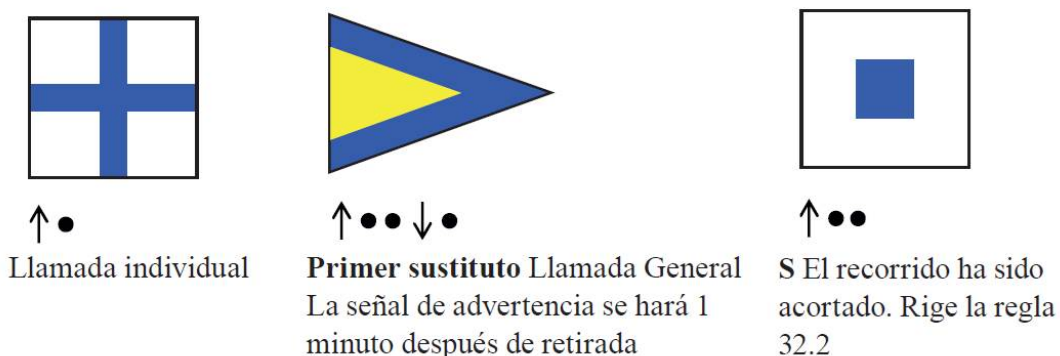 Llamada individual
Primer sustituto Llamada General
La señal de advertencia se hará 1
minuto después de retirada
S El recorrido ha sido
acortado. Rige la regla
32.2